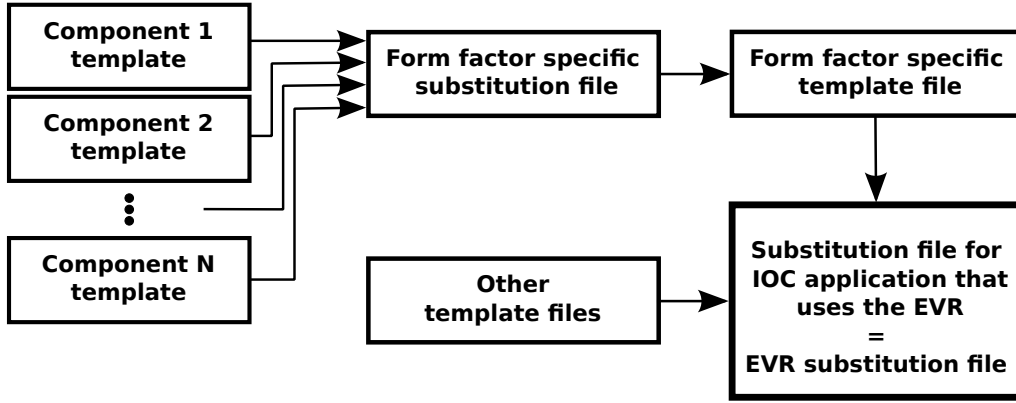 Component 1
template
Component 2
template
Component N
template
Form factor specific
substitution file
Form factor specific
template file
Other
template files
Substitution file for
IOC application that
uses the EVR
=
EVR substitution file